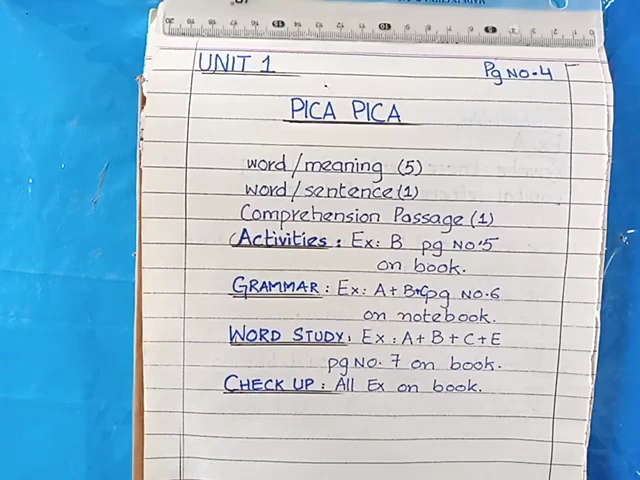 UNIT 1
Pg NO.4
PICA PICA
word/meaning (5)
word/sentence(1)
Comprehension Passage (1)
Activities : Ex: B pg NO.5
on book.
GRAMMAR : Ex: A+B+C pg NO.6
on notebook.
WORD STUDY: Ex: A+B+C+E
pg NO. 7 on book.
CHECK UP : All Ex on book.